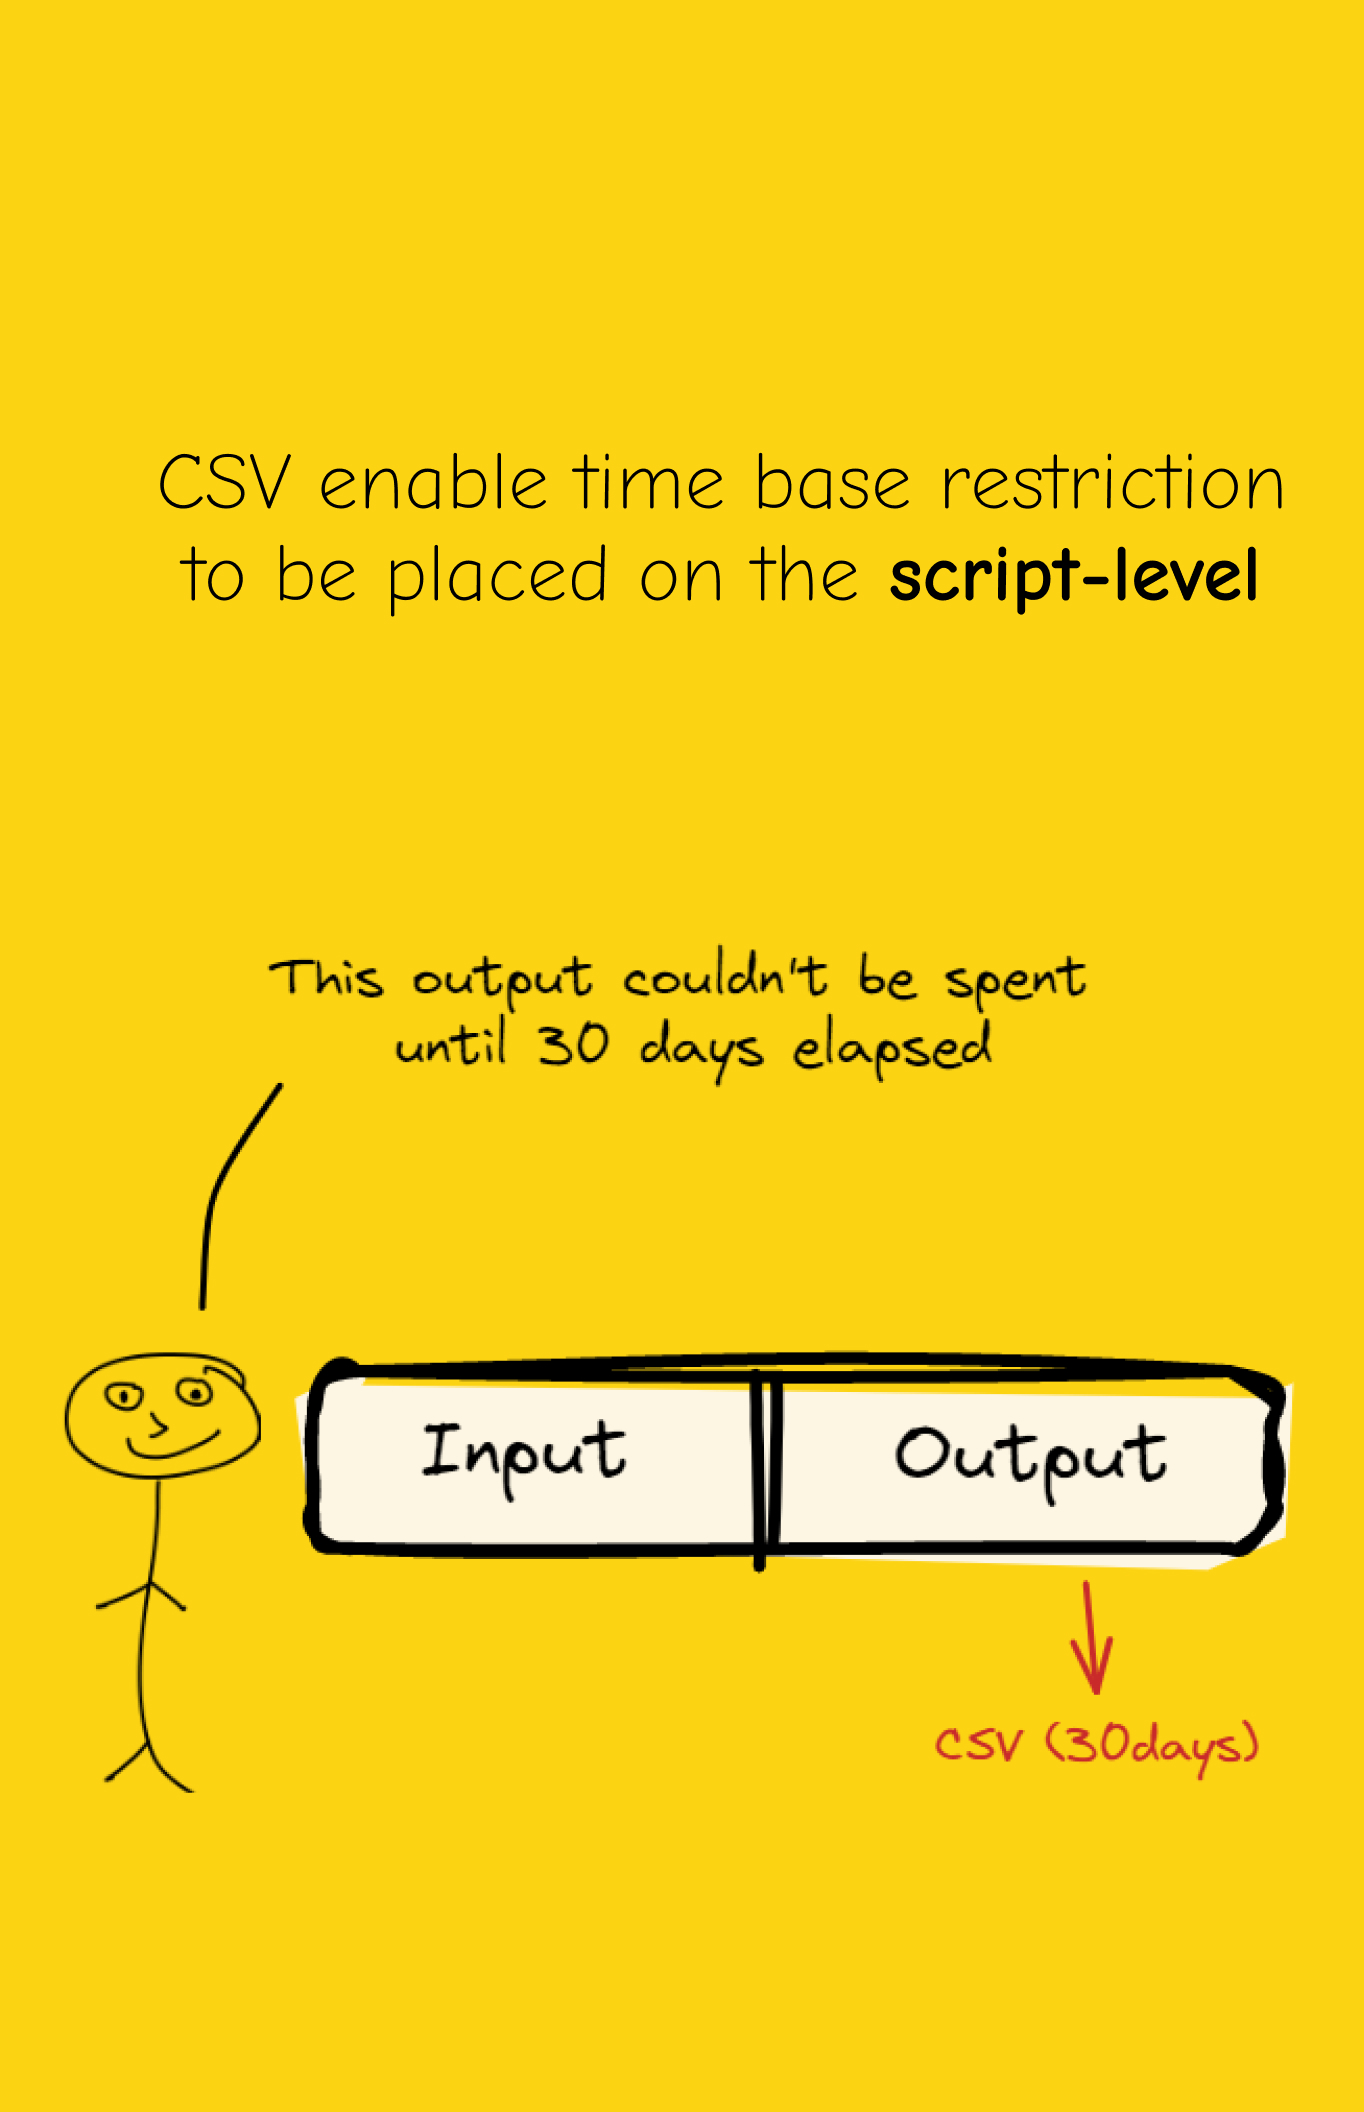 CSV enable time base restriction
to be placed on the script-level
This output couldn't be spent
until 30 days elapsed
Input
Output
CSV (30days)